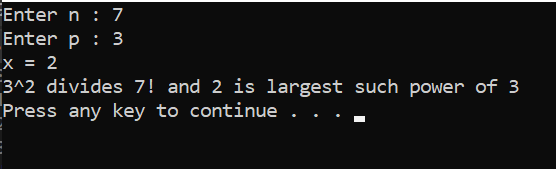 Enter n : 7
Enter p : 3
x = 2
3^2 divides 7! and 2 is largest such power of 3
Press any key to continue . . .